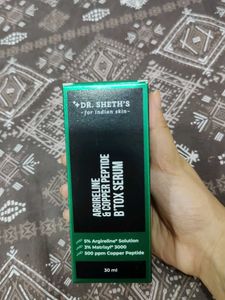 DR. SHETH'S
for indian skin
ARGIRELINE
& COPPER PEPTIDE
B'TOX SERUM
5% Argireline® Solution
3% Matrixyl® 3000
500 ppm Copper Peptide
30 ml